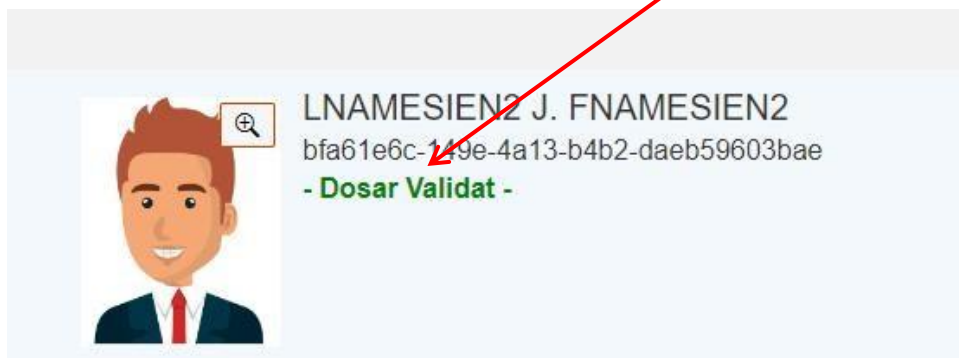 LNAMESIEN2 J. FNAMESIEN2
bfa61e6c-149e-4a13-b4b2-daeb59603bae
- Dosar Validat -